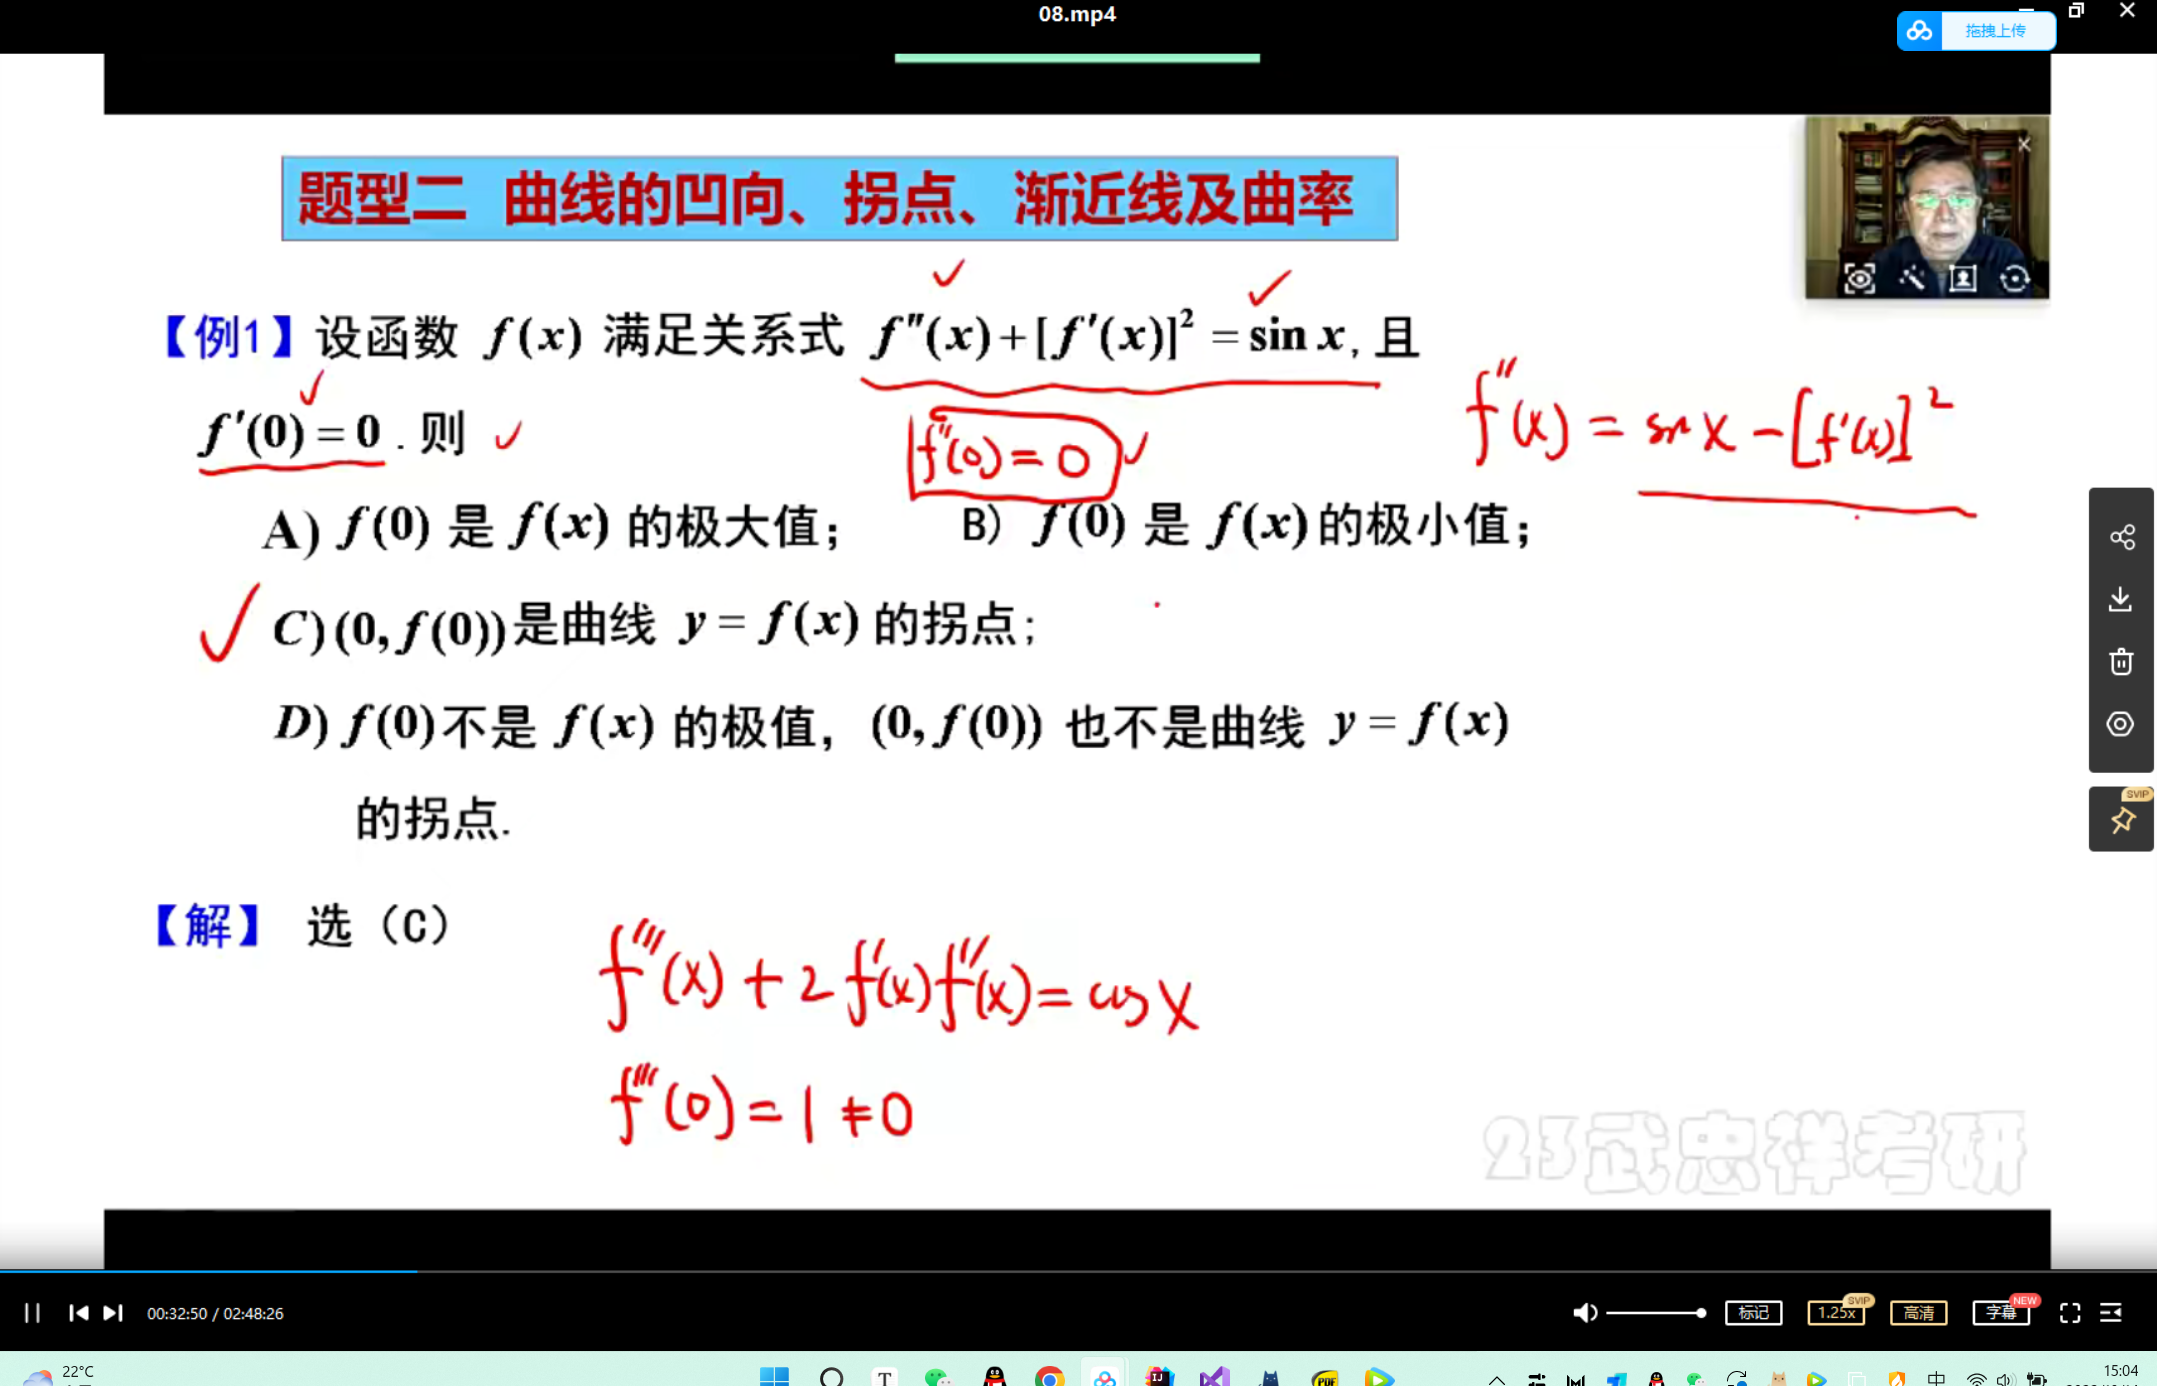 08.mp4
拖拽上传
题型二 曲线的凹向、拐点、渐近线及曲率
【例1】设函数 f(x) 满足关系式 f″(x)+[f′(x)]² = sin x, 且
f″(x) = sin x − [f′(x)]²
f′(0) = 0 . 则
f″(0) = 0
A) f(0) 是 f(x) 的极大值; B) f(0) 是 f(x) 的极小值;
C) (0, f(0)) 是曲线 y = f(x) 的拐点;
D) f(0) 不是 f(x) 的极值, (0, f(0)) 也不是曲线 y = f(x)
的拐点.
SVIP
【解】 选（C）
f‴(x) + 2 f′(x) f″(x) = cos x
f‴(0) = 1 ≠ 0
23武忠祥考研
00:32:50 / 02:48:26
标记
1.25x
SVIP
高清
字幕
NEW
22°C
中
15:04